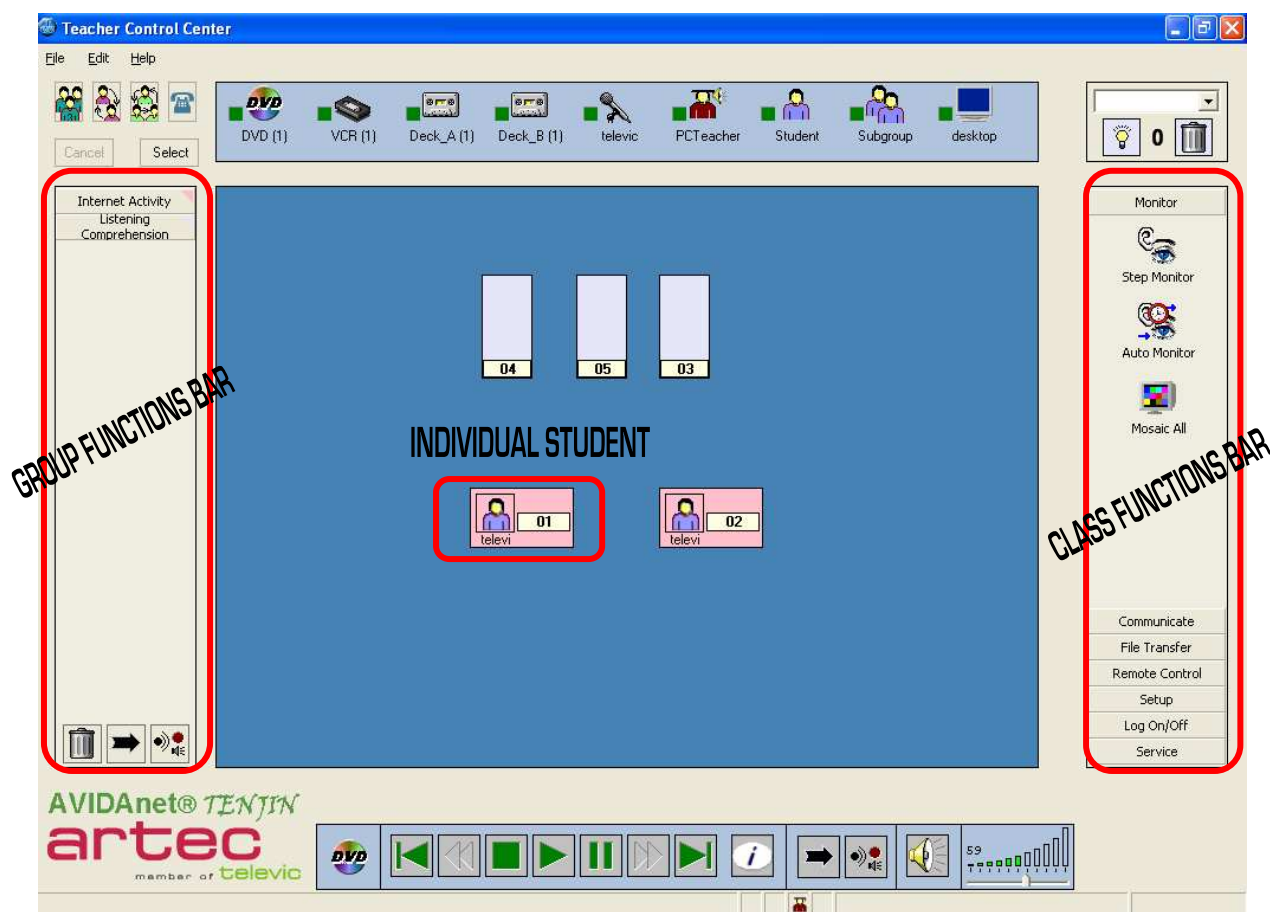 Teacher Control Center
File Edit Help
Cancel Select
DVD
DVD (1) VCR (1) Deck_A (1) Deck_B (1) televic PCTeacher Student Subgroup desktop
0
Internet Activity
Listening
Comprehension
GROUP FUNCTIONS BAR
04 05 03
INDIVIDUAL STUDENT
01
televi
02
televi
Monitor
Step Monitor
Auto Monitor
Mosaic All
CLASS FUNCTIONS BAR
Communicate
File Transfer
Remote Control
Setup
Log On/Off
Service
AVIDAnet® TENJIN
artec
member of televic
DVD
i
59